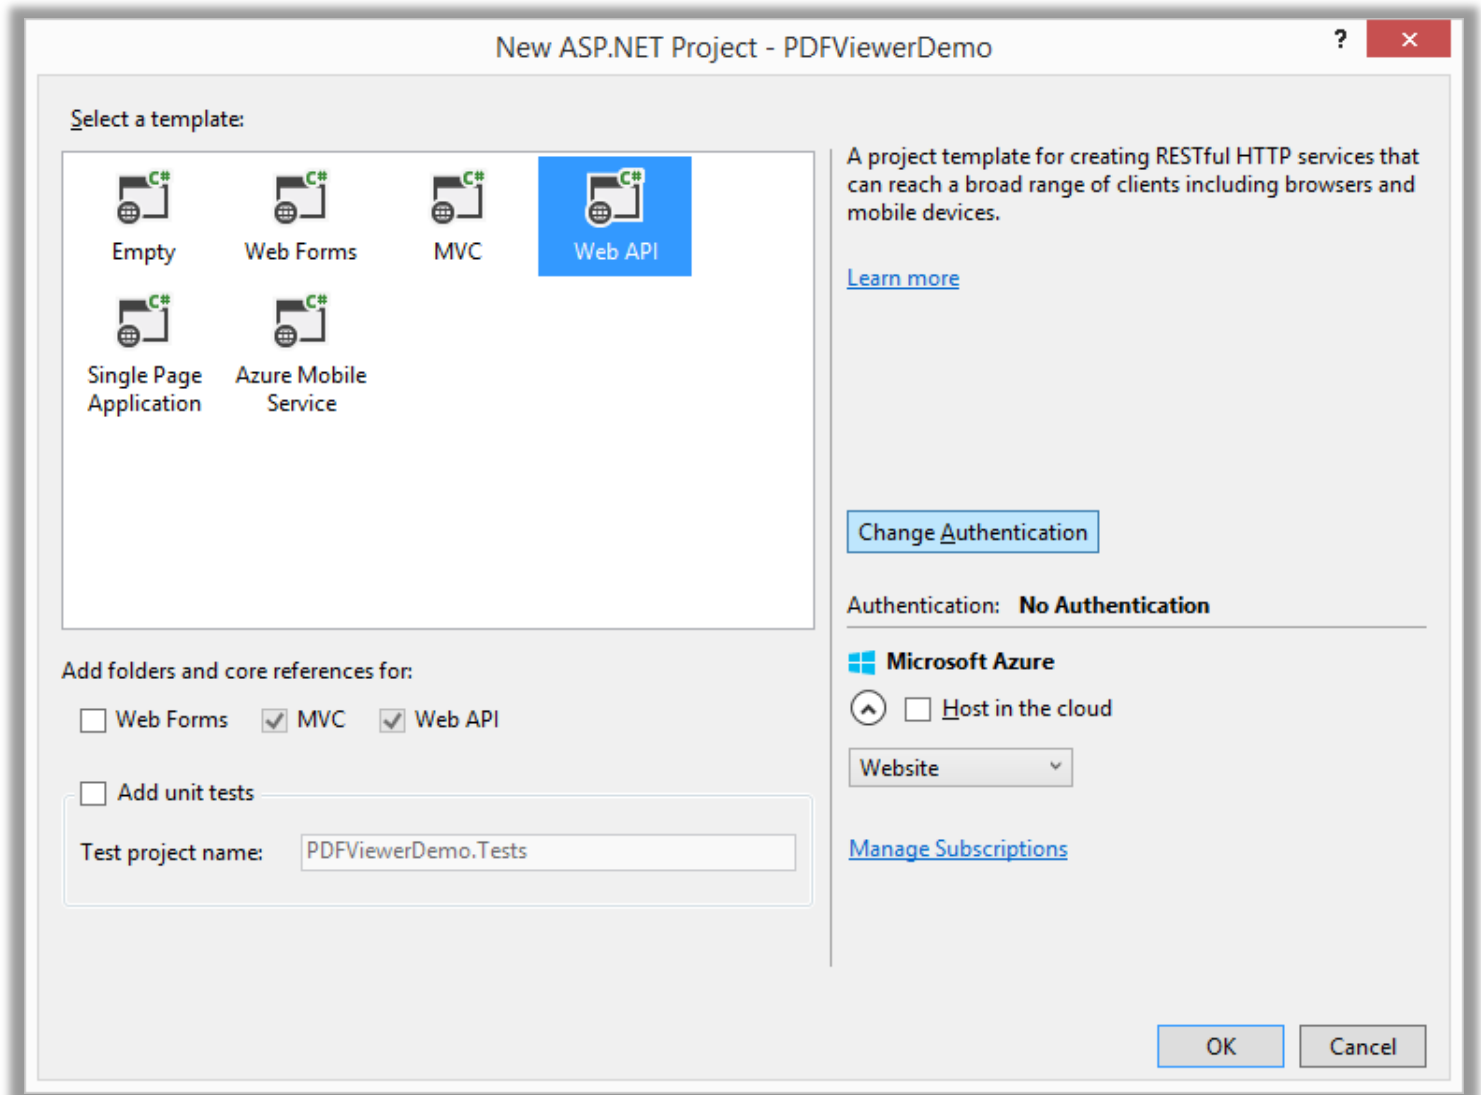 New ASP.NET Project - PDFViewerDemo
?
Select a template:
C# C# C# C#
Empty Web Forms MVC Web API
C# C#
Single Page Azure Mobile
Application Service
A project template for creating RESTful HTTP services that
can reach a broad range of clients including browsers and
mobile devices.
Learn more
Change Authentication
Authentication: No Authentication
Microsoft Azure
Host in the cloud
Website
Manage Subscriptions
Add folders and core references for:
Web Forms MVC Web API
Add unit tests
Test project name: PDFViewerDemo.Tests
OK Cancel